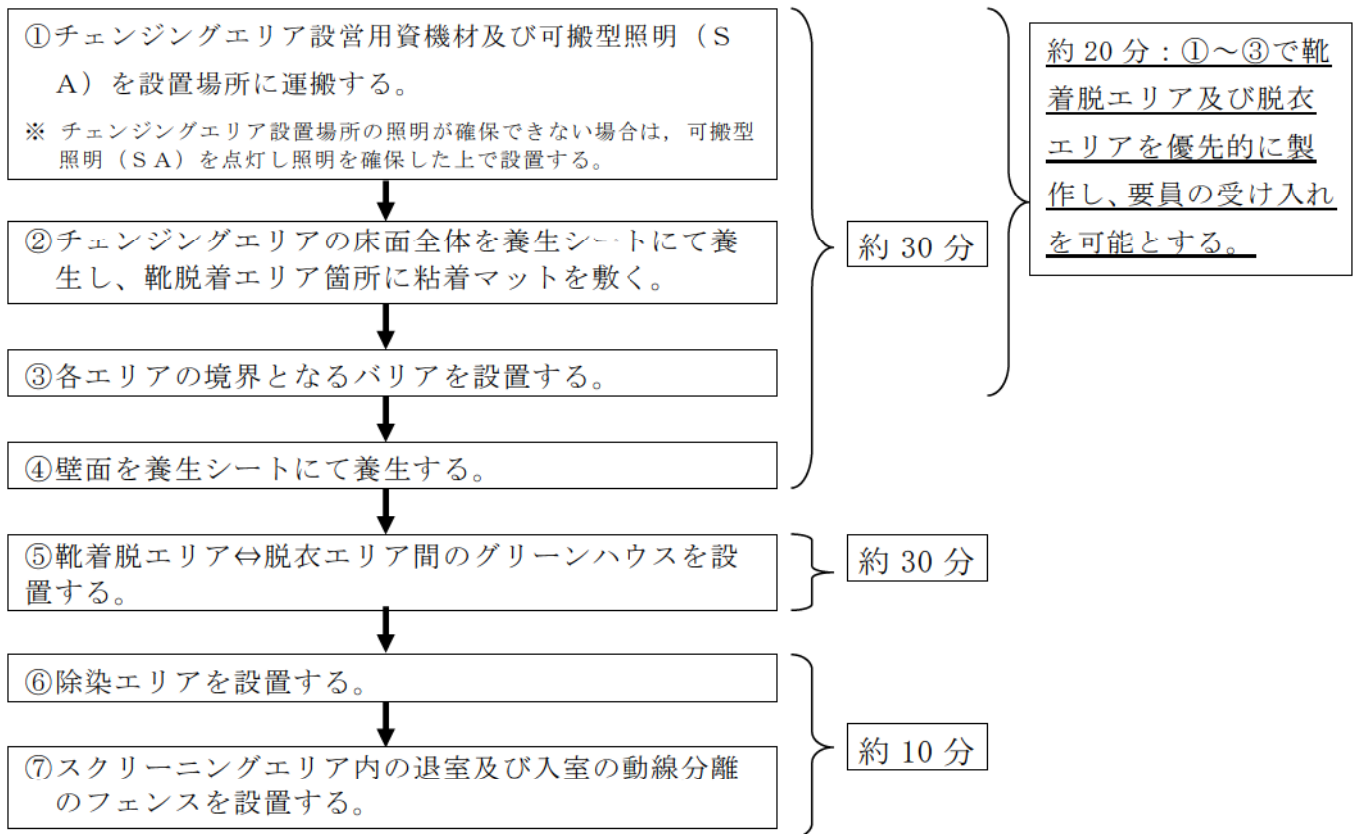 ①チェンジングエリア設営用資機材及び可搬型照明（S
A）を設置場所に運搬する。
※ チェンジングエリア設置場所の照明が確保できない場合は，可搬型
照明（ＳＡ）を点灯し照明を確保した上で設置する。
②チェンジングエリアの床面全体を養生シートにて養
生し、靴脱着エリア箇所に粘着マットを敷く。
③各エリアの境界となるバリアを設置する。
④壁面を養生シートにて養生する。
約 30 分
約 20 分：①～③で靴
着脱エリア及び脱衣
エリアを優先的に製
作し、要員の受け入れ
を可能とする。
⑤靴着脱エリア⇔脱衣エリア間のグリーンハウスを設
置する。
約 30 分
⑥除染エリアを設置する。
⑦スクリーニングエリア内の退室及び入室の動線分離
のフェンスを設置する。
約 10 分